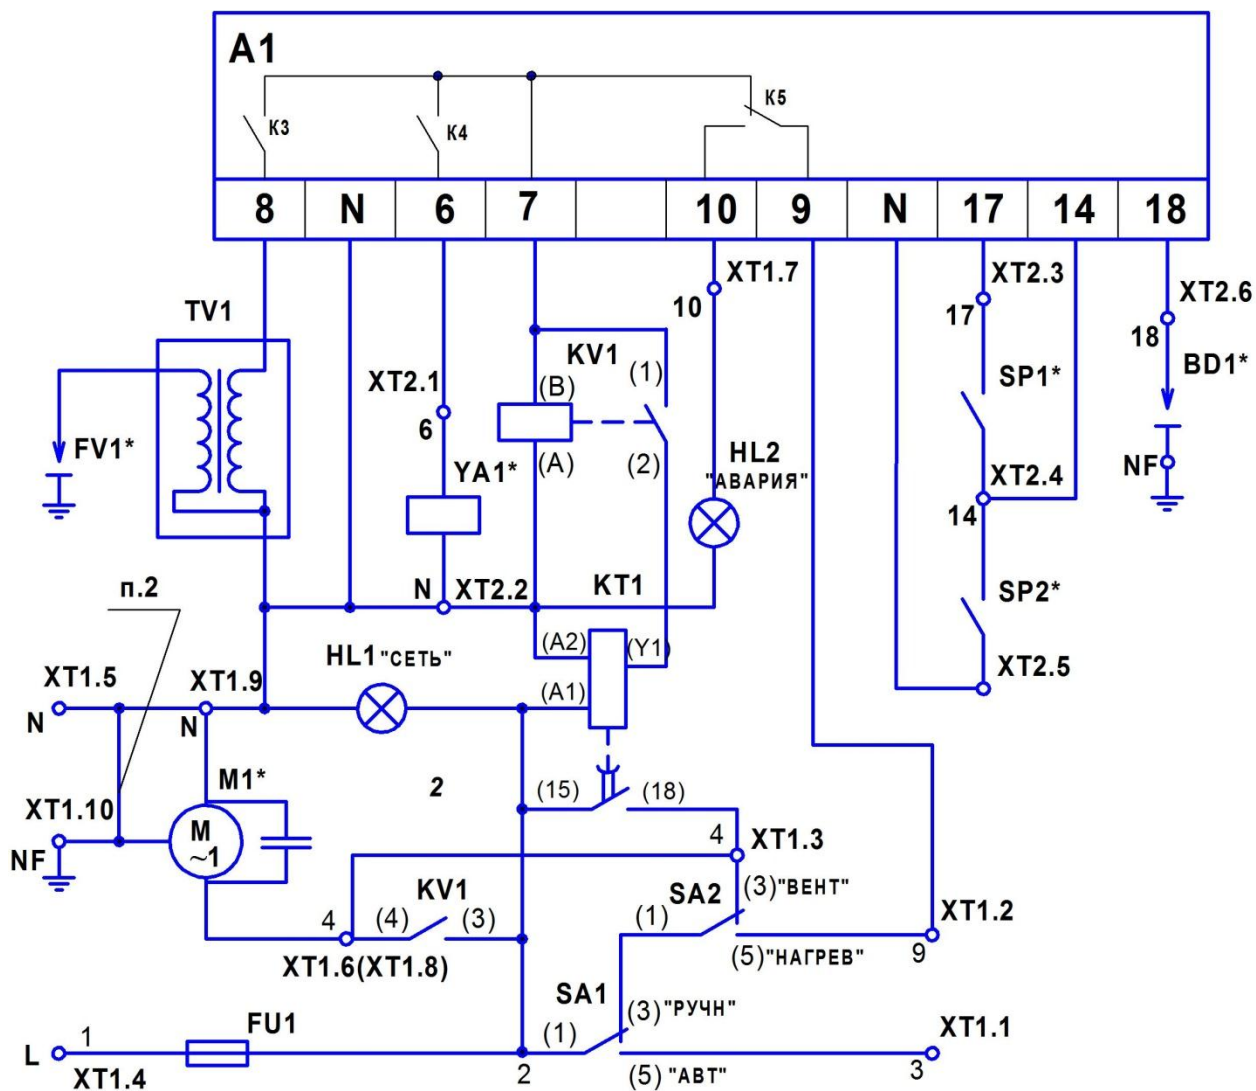 A1
K3
K4
K5
8 N 6 7 10 9 N 17 14 18
TV1
FV1*
XT2.1
6
YA1*
KV1
(B)
(A)
(1)
(2)
XT1.7
10
HL2
"АВАРИЯ"
XT2.3
17
SP1*
XT2.4
14
SP2*
XT2.5
XT2.6
18
BD1*
NF
п.2
N
XT2.2
KT1
(A2)
(Y1)
(A1)
HL1 "СЕТЬ"
XT1.5
N
XT1.9
N
M1*
2
XT1.10
NF
M
~1
(15)
(18)
4
XT1.3
KV1
4
(4)
(3)
XT1.6(XT1.8)
SA2
(1)
(3) "ВЕНТ"
(5) "НАГРЕВ"
XT1.2
9
SA1
(1)
(3) "РУЧН"
(5) "АВТ"
XT1.1
3
L
1
XT1.4
FU1
2